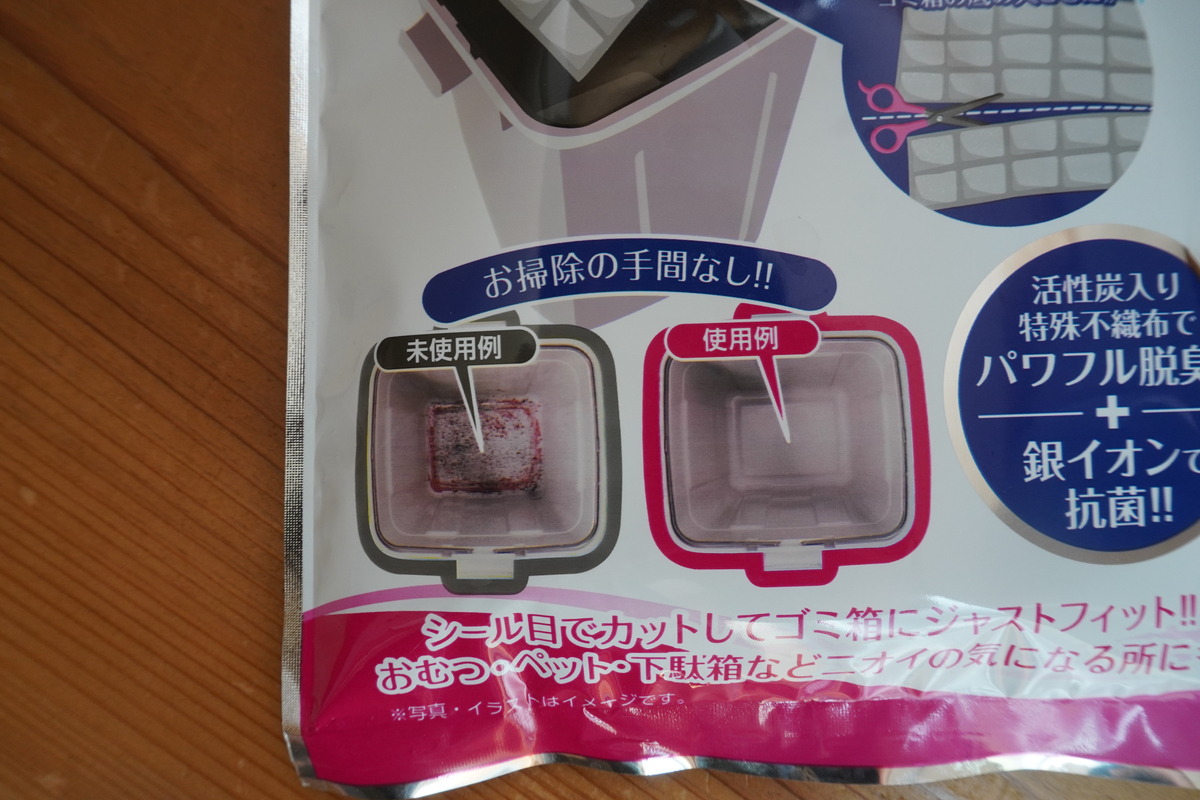 お掃除の手間なし!!
未使用例
使用例
活性炭入り
特殊不織布で
パワフル脱臭
+
銀イオンで
抗菌!!
シール目でカットしてゴミ箱にジャストフィット!!
おむつ・ペット・下駄箱などニオイの気になる所に
※写真・イラストはイメージです。